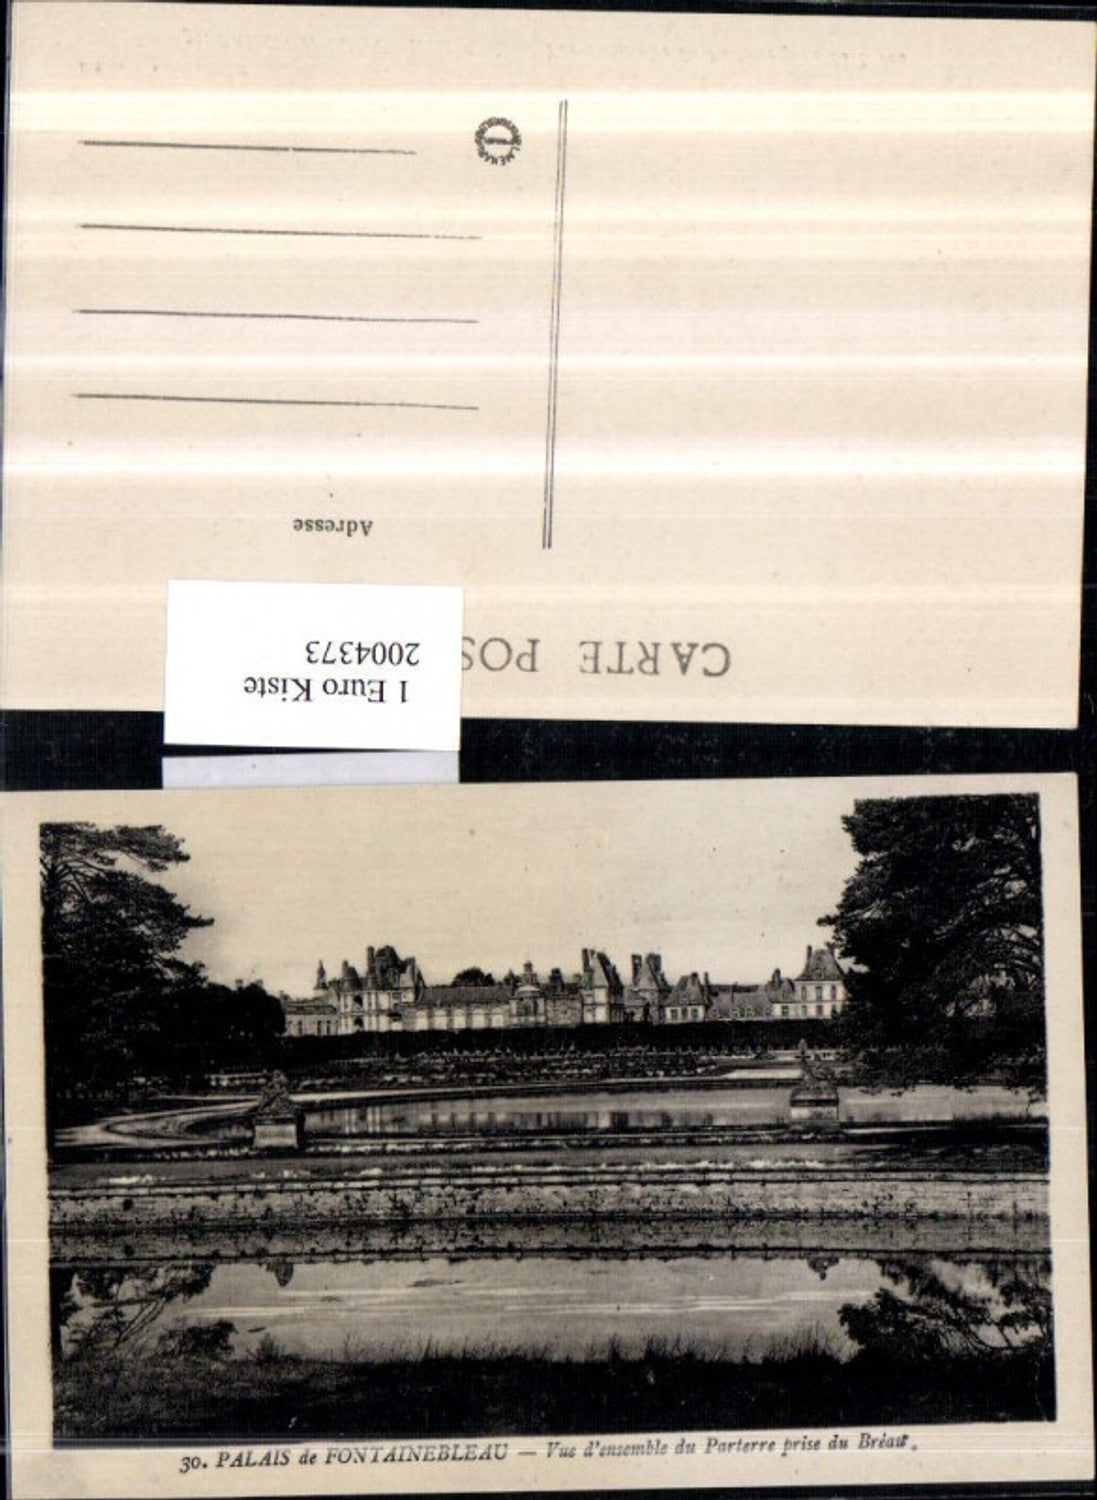 CARTE POS
Adresse
1 Euro Kiste
2004373
30. PALAIS de FONTAINEBLEAU — Vue d'ensemble du Parterre prise du Bréau.